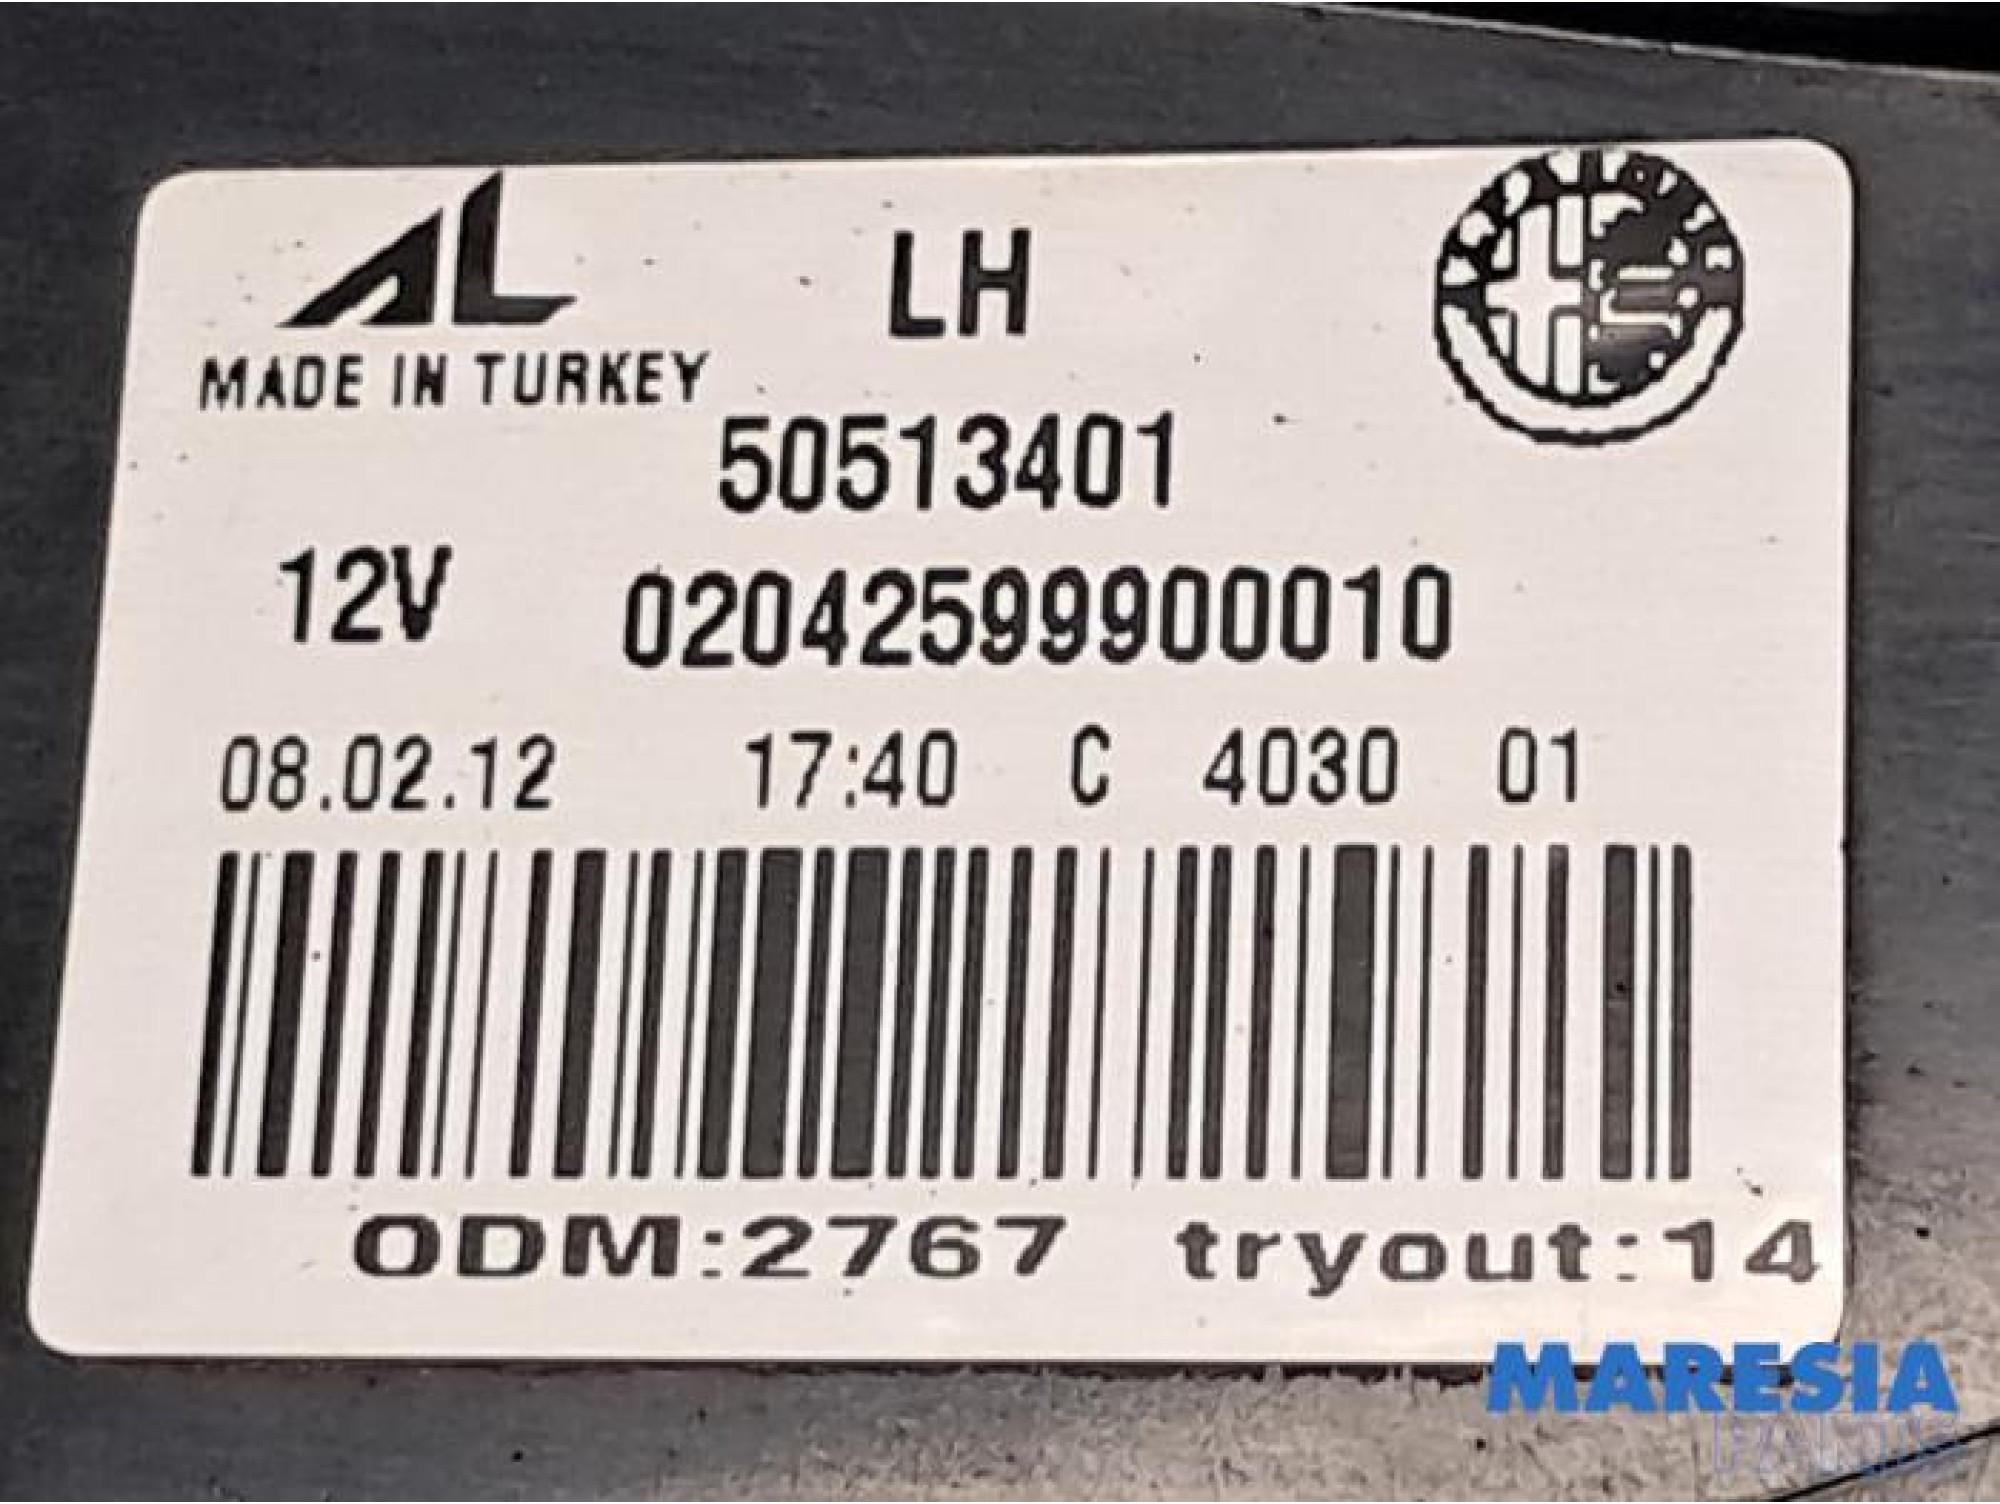 AL
LH
MADE IN TURKEY
50513401
12V 02042599900010
08.02.12 17:40 C 4030 01
ODM:2767 tryout:14
MARESIA
PARTS